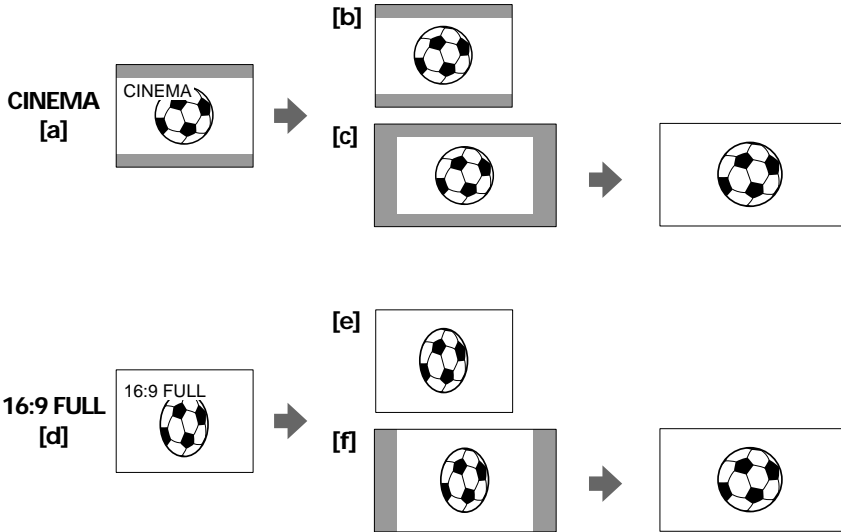 [b]
CINEMA
[a]
CINEMA
[c]
[e]
16:9 FULL
[d]
16:9 FULL
[f]